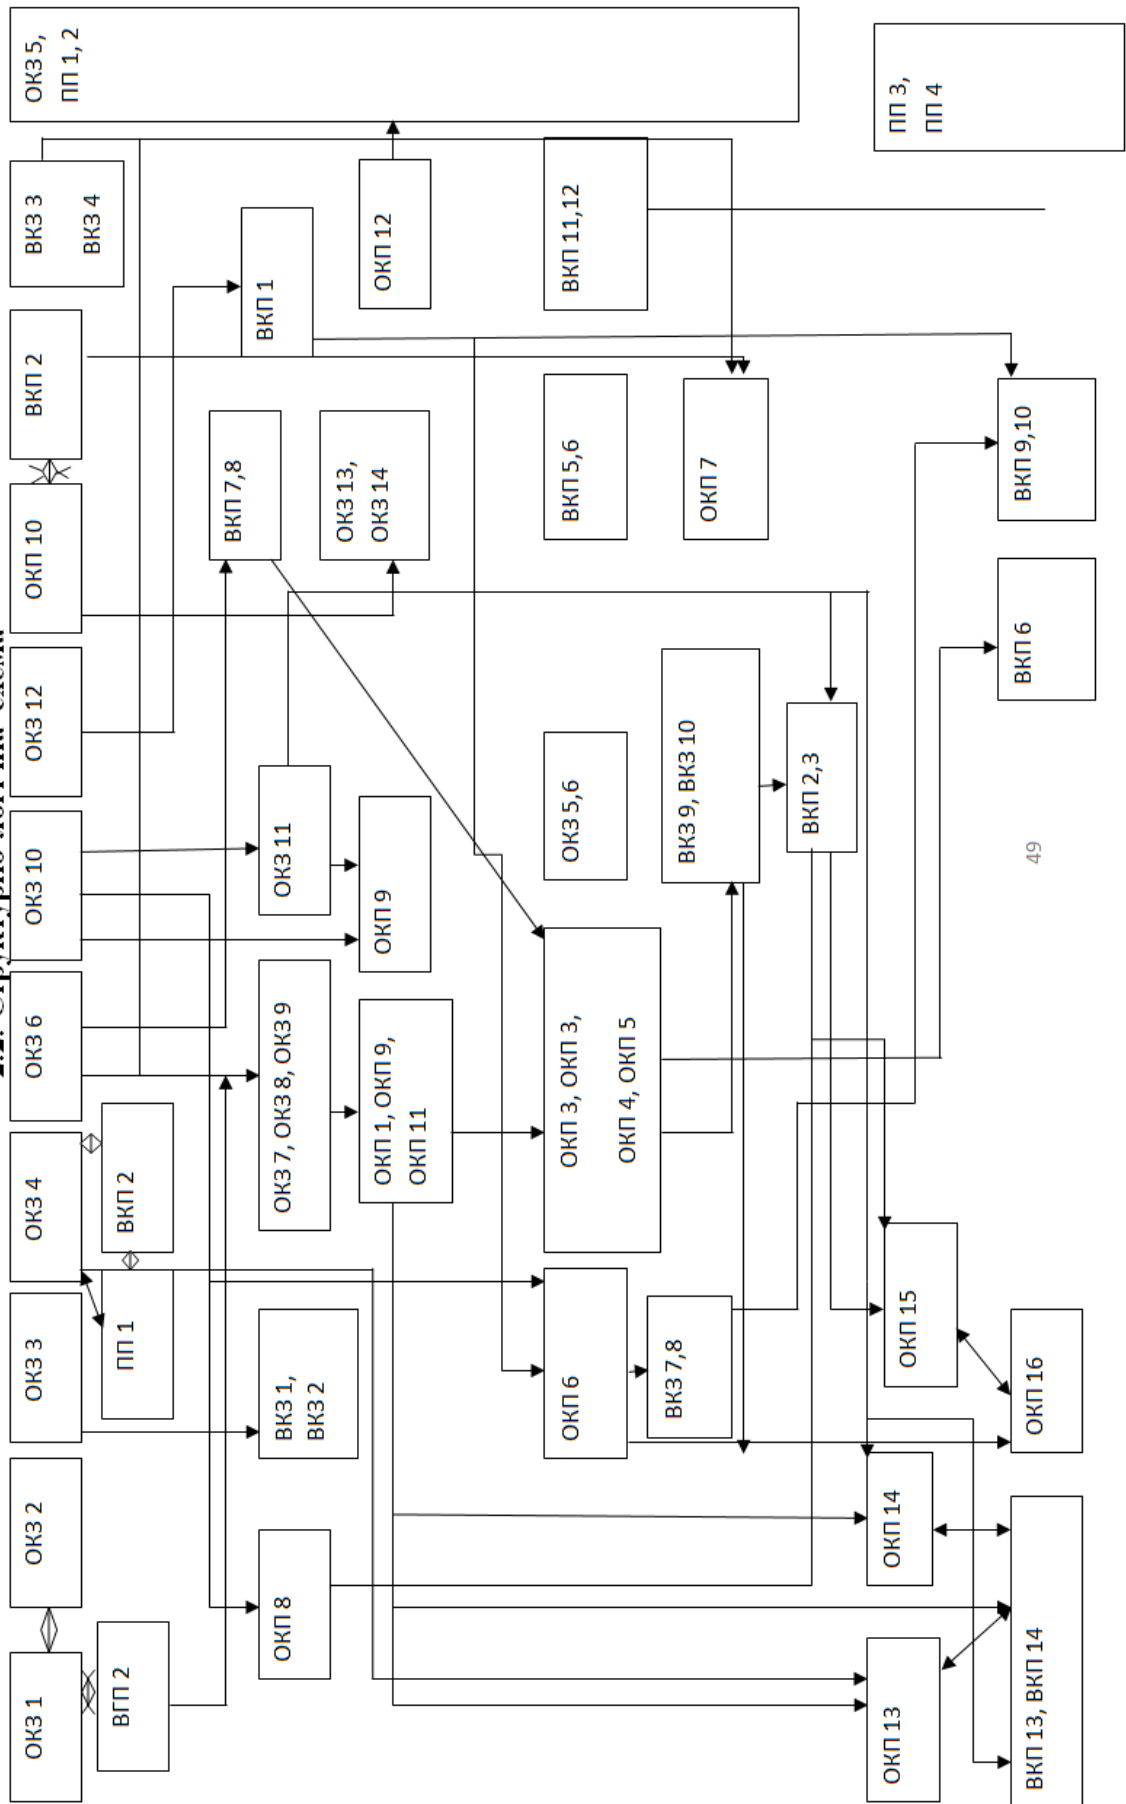 ОКЗ 1
ОКЗ 2
ОКЗ 3
ОКЗ 4
ОКЗ 6
ОКЗ 10
ОКЗ 12
ОКП 10
ВКП 2
ВКЗ 3
ВКЗ 4
ОКЗ 5,
ПП 1, 2
ВГП 2
ПП 1
ВКП 2
ОКП 8
ВКЗ 1,
ВКЗ 2
ОКЗ 7, ОКЗ 8, ОКЗ 9
ОКЗ 11
ВКП 7,8
ВКП 1
ОКП 1, ОКП 9,
ОКП 11
ОКП 9
ОКЗ 13,
ОКЗ 14
ОКП 12
ОКП 6
ОКП 3, ОКП 3,
ОКП 4, ОКП 5
ОКЗ 5,6
ВКП 5,6
ВКП 11,12
ВКЗ 7,8
ВКЗ 9, ВКЗ 10
ОКП 7
ВКП 2,3
ОКП 13
ОКП 14
ОКП 15
ПП 3,
ПП 4
ВКП 13, ВКП 14
ОКП 16
ВКП 6
ВКП 9,10
49